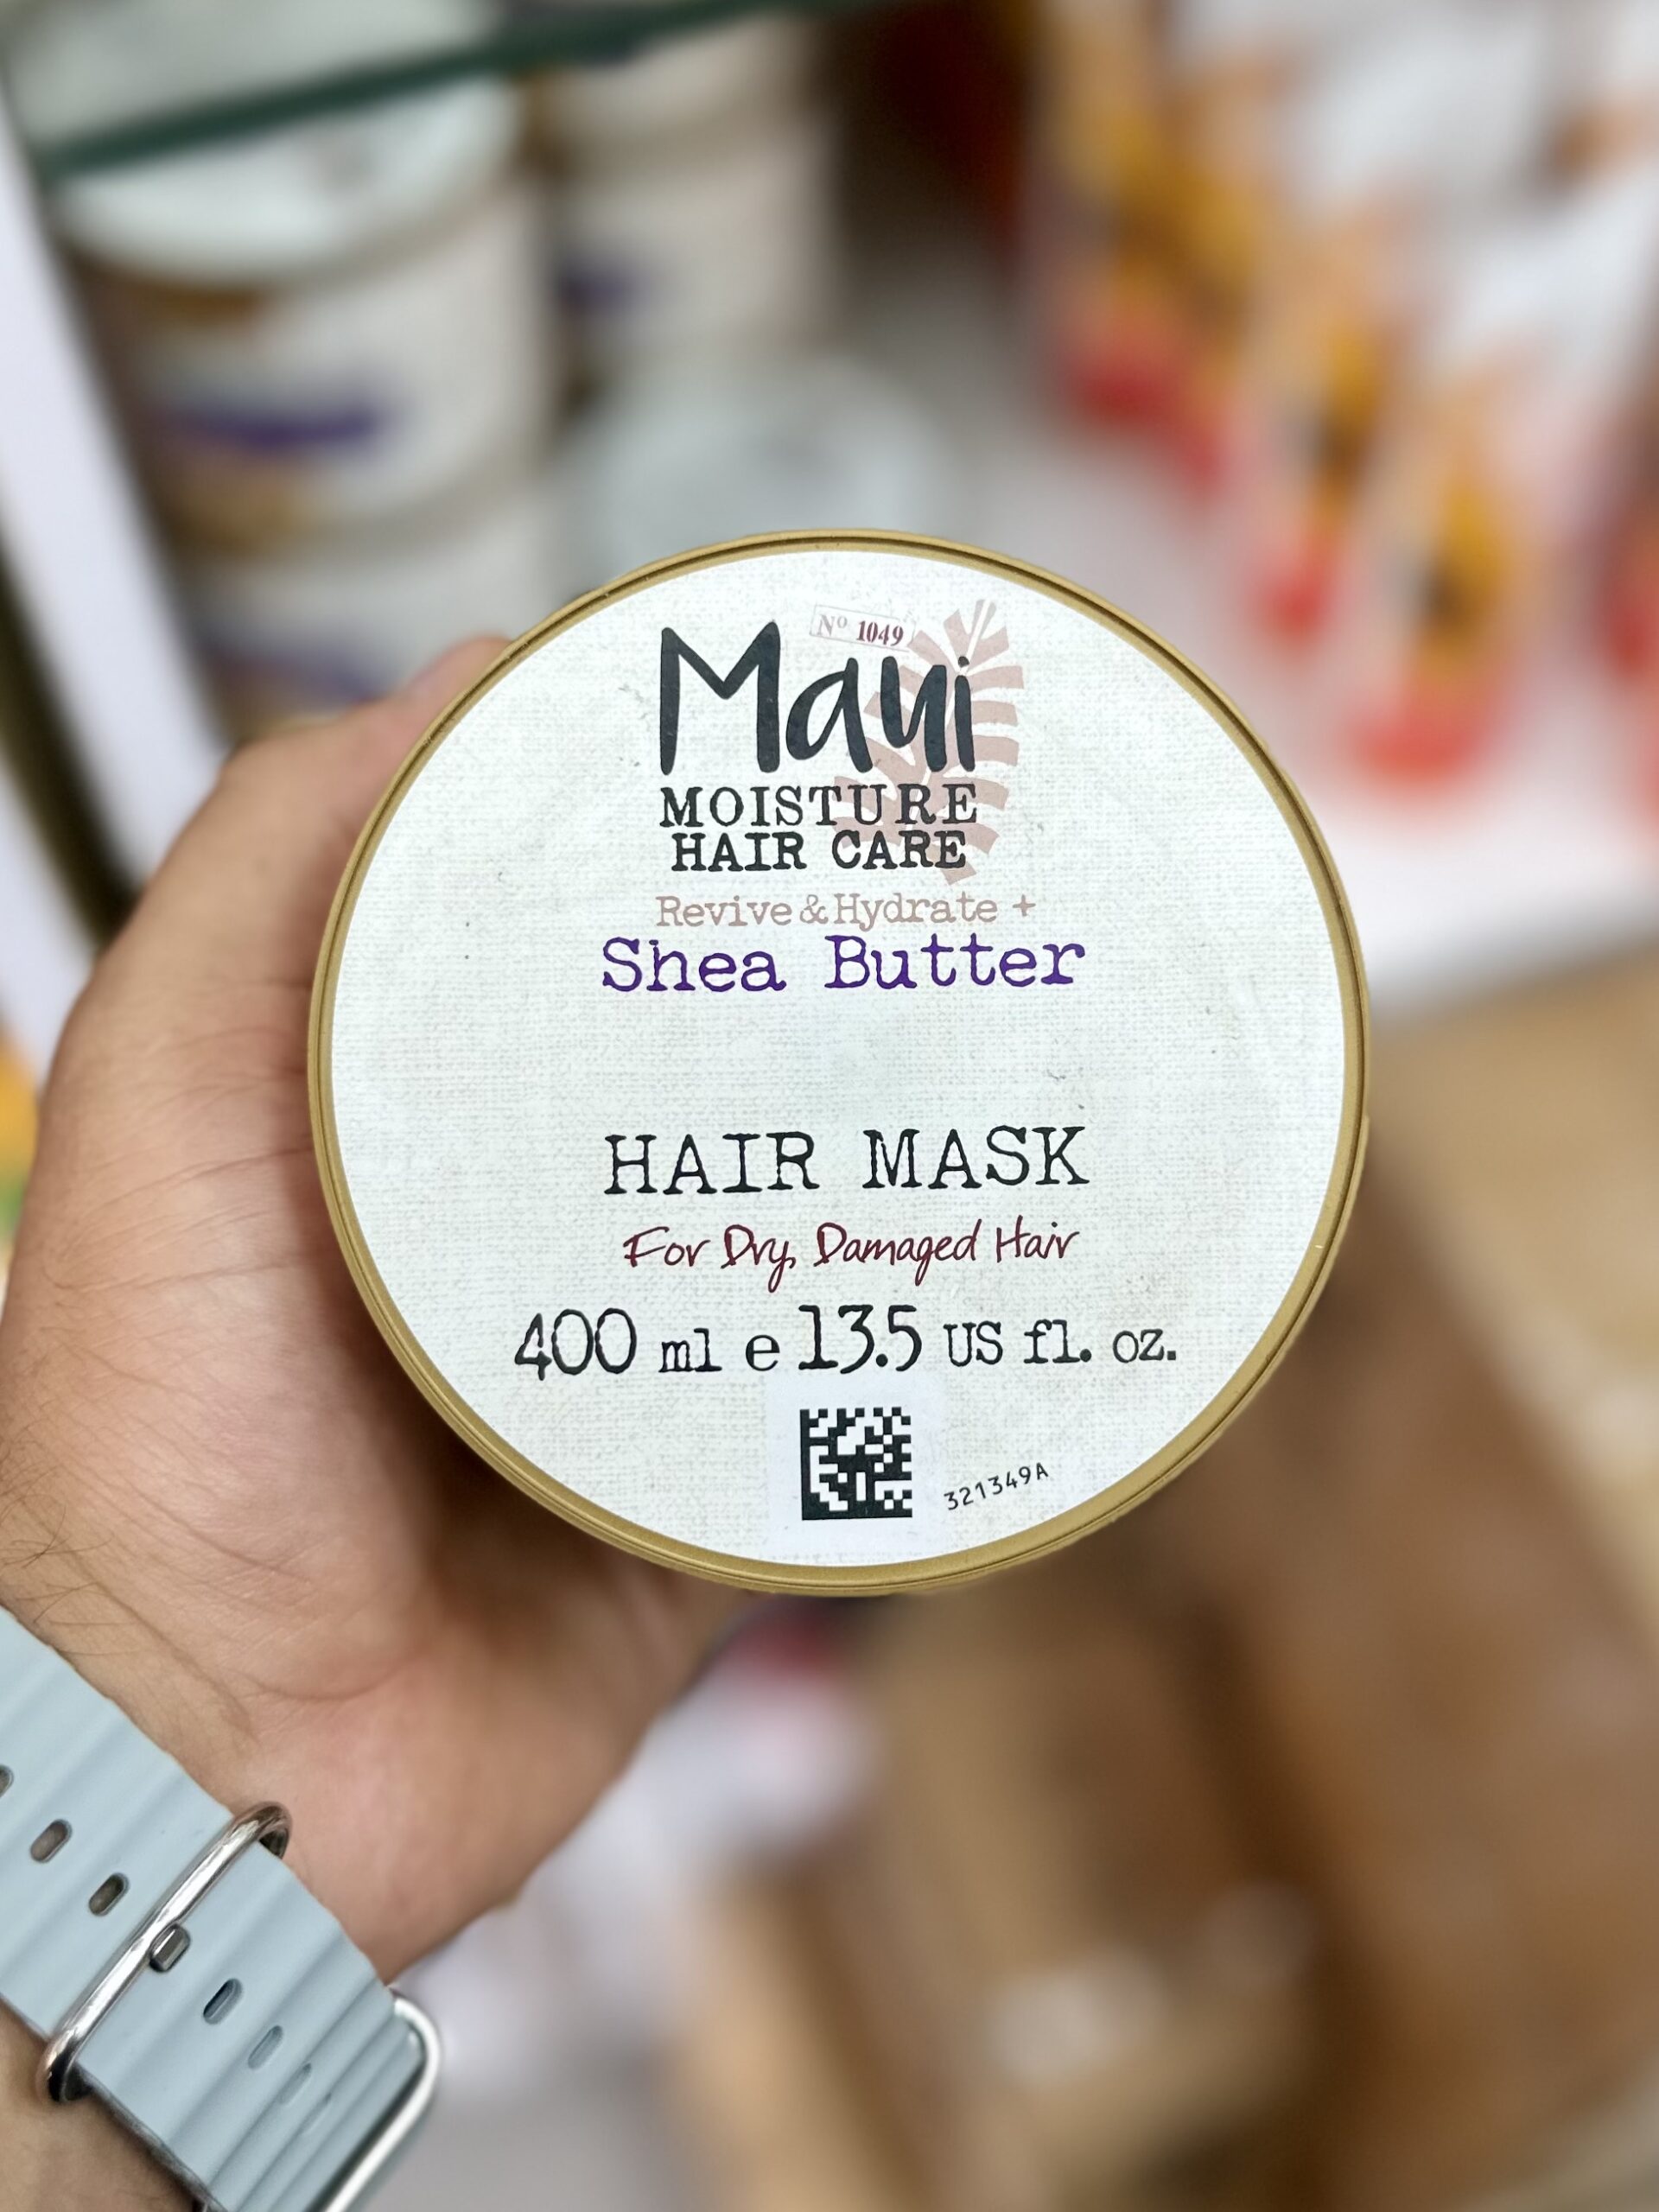 Nº 1049
Maui
MOISTURE
HAIR CARE
Revive & Hydrate +
Shea Butter
HAIR MASK
For Dry, Damaged Hair
400 ml e 13.5 US fl. oz.
321349A